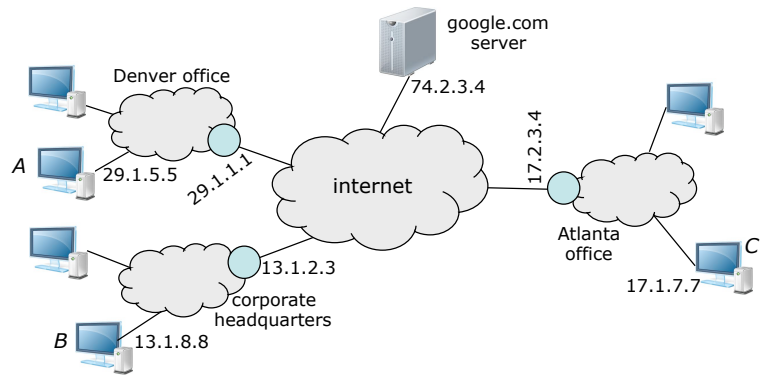 google.com
server
74.2.3.4
Denver office
A
29.1.5.5
29.1.1.1
internet
17.2.3.4
Atlanta
office
C
17.1.7.7
13.1.2.3
corporate
headquarters
B
13.1.8.8